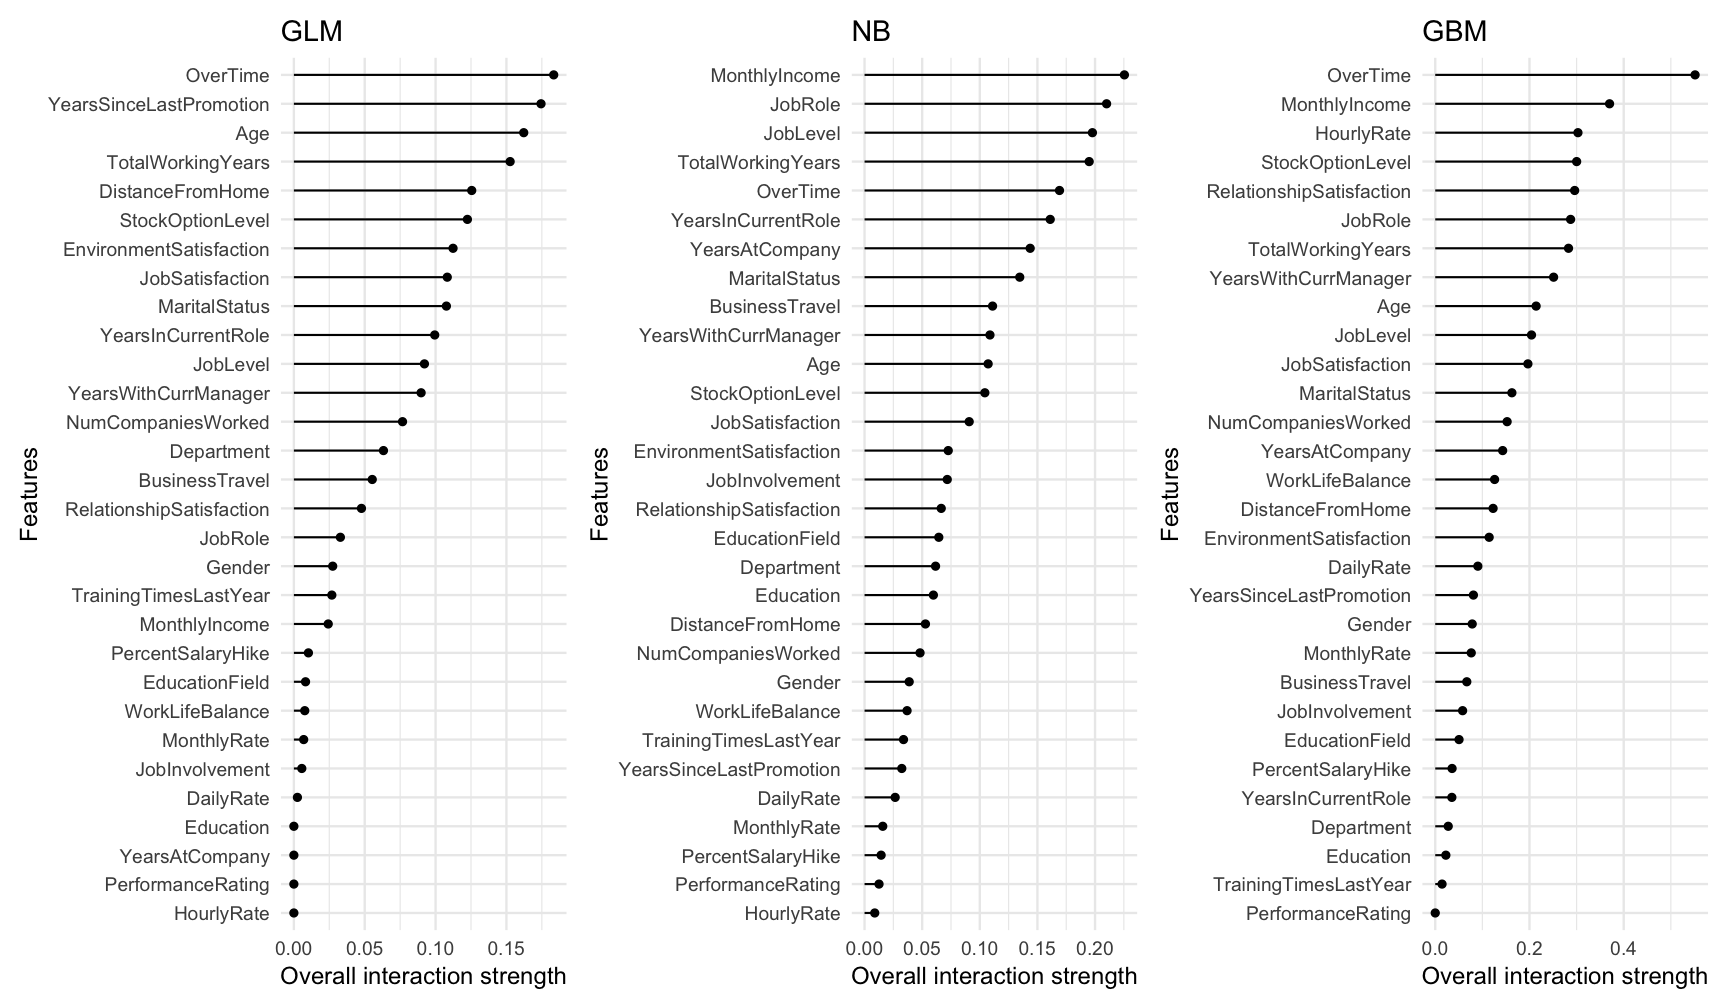 GLM
Features
OverTime
YearsSinceLastPromotion
Age
TotalWorkingYears
DistanceFromHome
StockOptionLevel
EnvironmentSatisfaction
JobSatisfaction
MaritalStatus
YearsInCurrentRole
JobLevel
YearsWithCurrManager
NumCompaniesWorked
Department
BusinessTravel
RelationshipSatisfaction
JobRole
Gender
TrainingTimesLastYear
MonthlyIncome
PercentSalaryHike
EducationField
WorkLifeBalance
MonthlyRate
JobInvolvement
DailyRate
Education
YearsAtCompany
PerformanceRating
HourlyRate
0.00 0.05 0.10 0.15
Overall interaction strength
NB
Features
MonthlyIncome
JobRole
JobLevel
TotalWorkingYears
OverTime
YearsInCurrentRole
YearsAtCompany
MaritalStatus
BusinessTravel
YearsWithCurrManager
Age
StockOptionLevel
JobSatisfaction
EnvironmentSatisfaction
JobInvolvement
RelationshipSatisfaction
EducationField
Department
Education
DistanceFromHome
NumCompaniesWorked
Gender
WorkLifeBalance
TrainingTimesLastYear
YearsSinceLastPromotion
DailyRate
MonthlyRate
PercentSalaryHike
PerformanceRating
HourlyRate
0.00 0.05 0.10 0.15 0.20
Overall interaction strength
GBM
Features
OverTime
MonthlyIncome
HourlyRate
StockOptionLevel
RelationshipSatisfaction
JobRole
TotalWorkingYears
YearsWithCurrManager
Age
JobLevel
JobSatisfaction
MaritalStatus
NumCompaniesWorked
YearsAtCompany
WorkLifeBalance
DistanceFromHome
EnvironmentSatisfaction
DailyRate
YearsSinceLastPromotion
Gender
MonthlyRate
BusinessTravel
JobInvolvement
EducationField
PercentSalaryHike
YearsInCurrentRole
Department
Education
TrainingTimesLastYear
PerformanceRating
0.0 0.2 0.4
Overall interaction strength